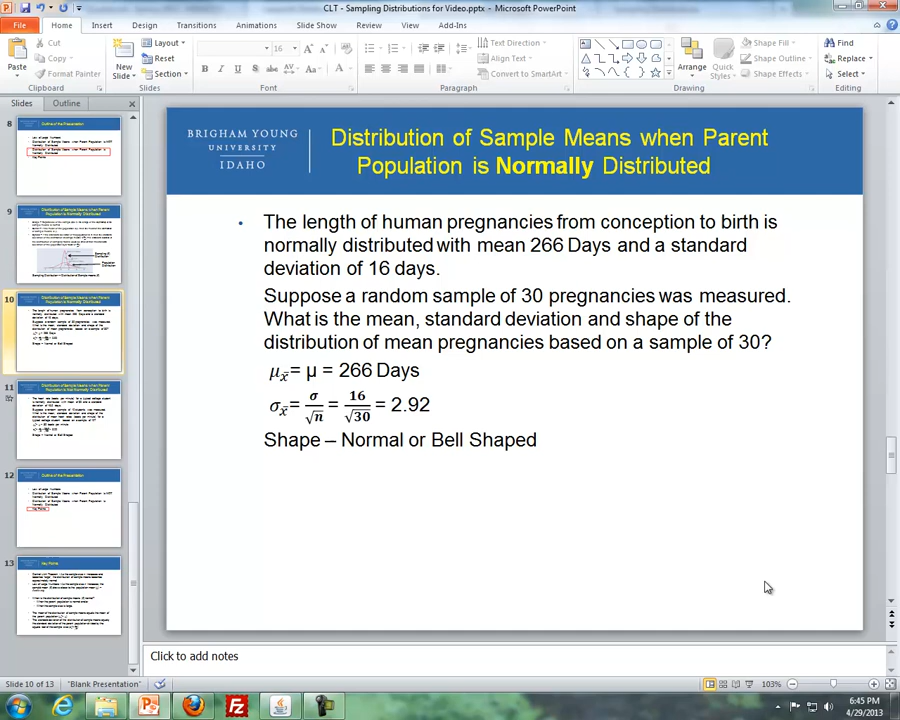 CLT - Sampling Distributions for Video.pptx - Microsoft PowerPoint
File Home Insert Design Transitions Animations Slide Show Review View Add-Ins
Cut
Copy
Format Painter
Paste
Clipboard
New
Slide
Layout
Reset
Section
Slides
16
Font
Text Direction
Align Text
Convert to SmartArt
Paragraph
Arrange
Quick
Styles
Shape Fill
Shape Outline
Shape Effects
Drawing
Find
Replace
Select
Editing
Slides Outline
8
9
10
11
12
13
BRIGHAM YOUNG
UNIVERSITY
IDAHO
Distribution of Sample Means when Parent
Population is Normally Distributed
• The length of human pregnancies from conception to birth is
normally distributed with mean 266 Days and a standard
deviation of 16 days.
Suppose a random sample of 30 pregnancies was measured.
What is the mean, standard deviation and shape of the
distribution of mean pregnancies based on a sample of 30?
μx̄ = μ = 266 Days
σx̄ = σ/√n = 16/√30 = 2.92
Shape – Normal or Bell Shaped
Click to add notes
Slide 10 of 13 "Blank Presentation" 103%
6:45 PM
4/29/2013